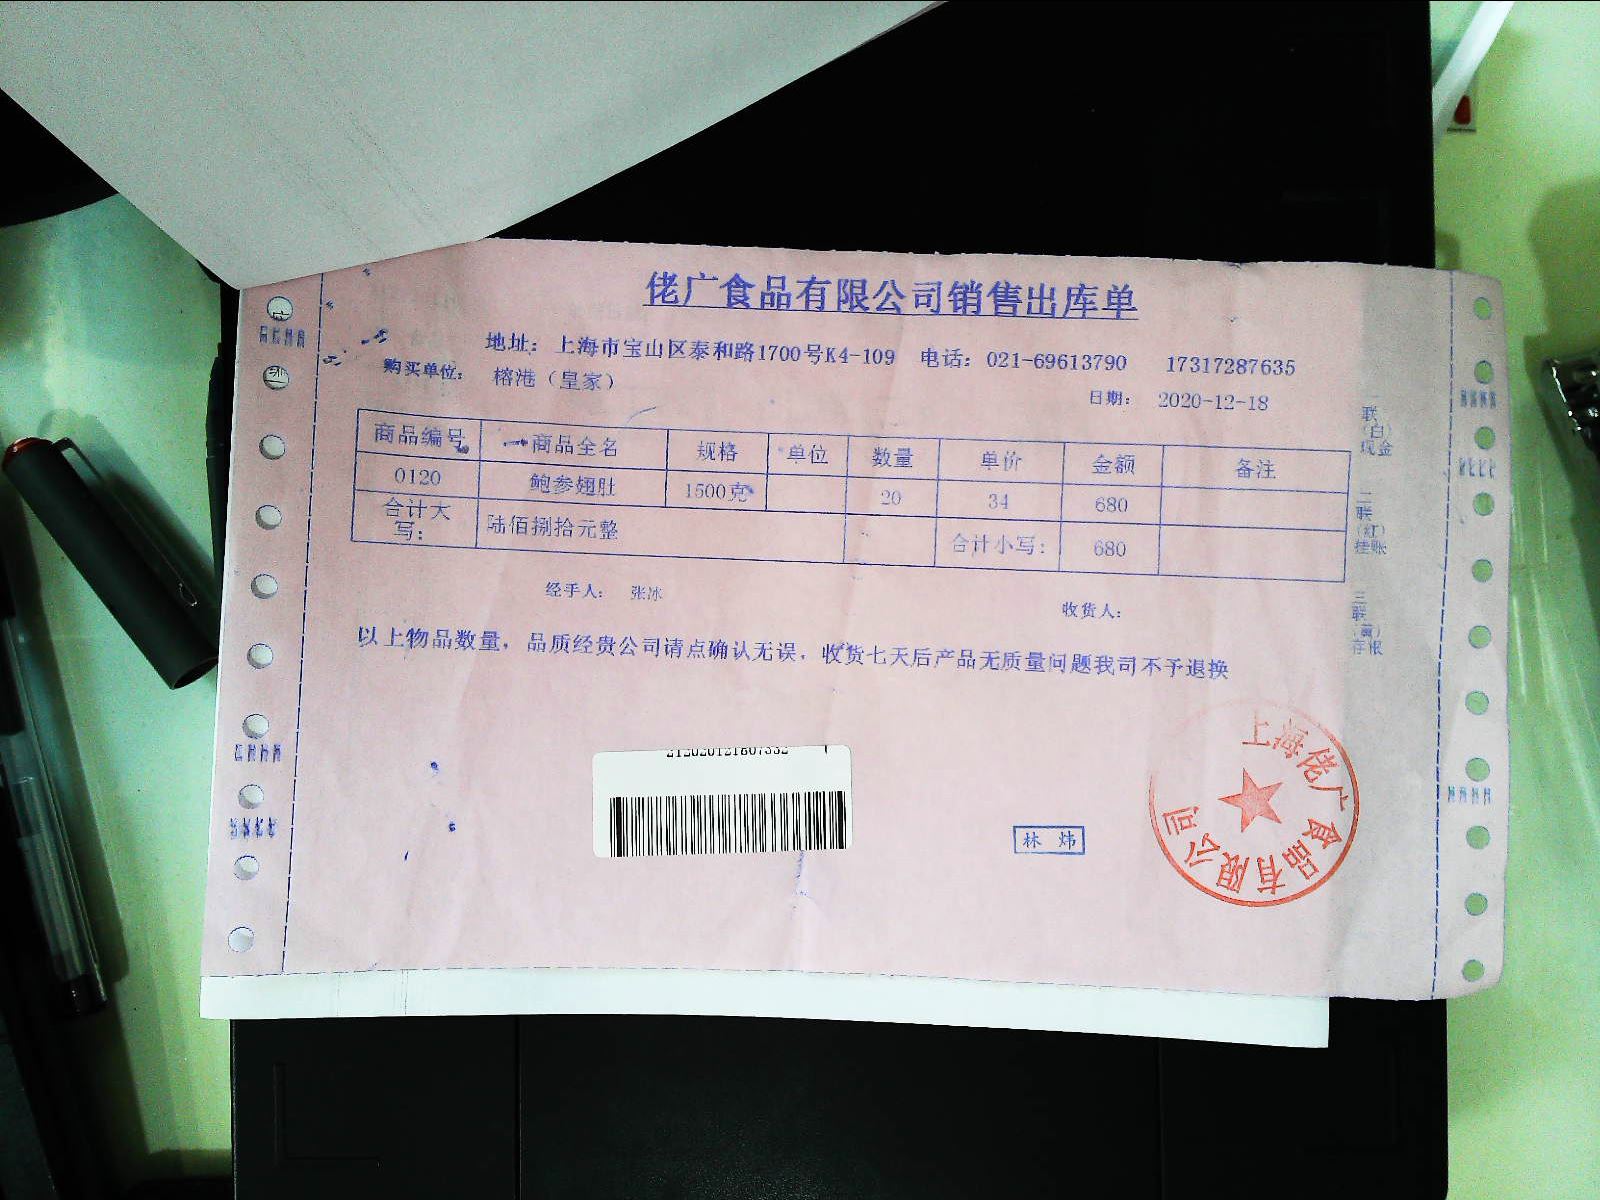 佬广食品有限公司销售出库单
地址：上海市宝山区泰和路1700号K4-109 电话：021-69613790 17317287635
购买单位： 榕港（皇家）
日期： 2020-12-18
商品编号 商品全名 规格 单位 数量 单价 金额 备注
0120 鲍参翅肚 1500克 20 34 680
合计大写： 陆佰捌拾元整 合计小写： 680
经手人： 张冰
收货人：
以上物品数量，品质经贵公司请点确认无误，收货七天后产品无质量问题我司不予退换
一联（白）现金
二联（红）挂账
三联（黄）存根
林 炜
上海佬广食品有限公司